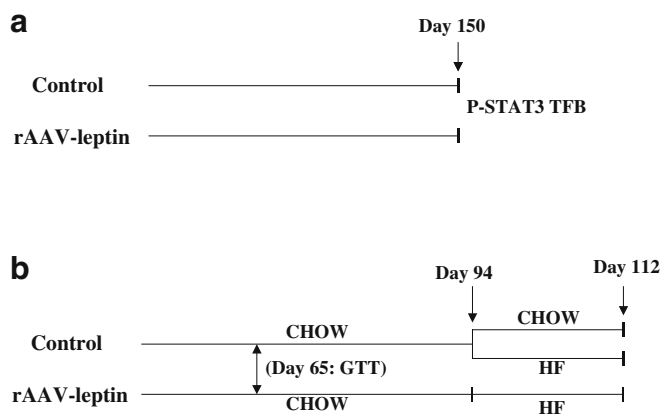 a
Day 150
Control
P-STAT3 TFB
rAAV-leptin
b
Day 94
Day 112
CHOW
CHOW
Control
(Day 65: GTT)
HF
rAAV-leptin
CHOW
HF